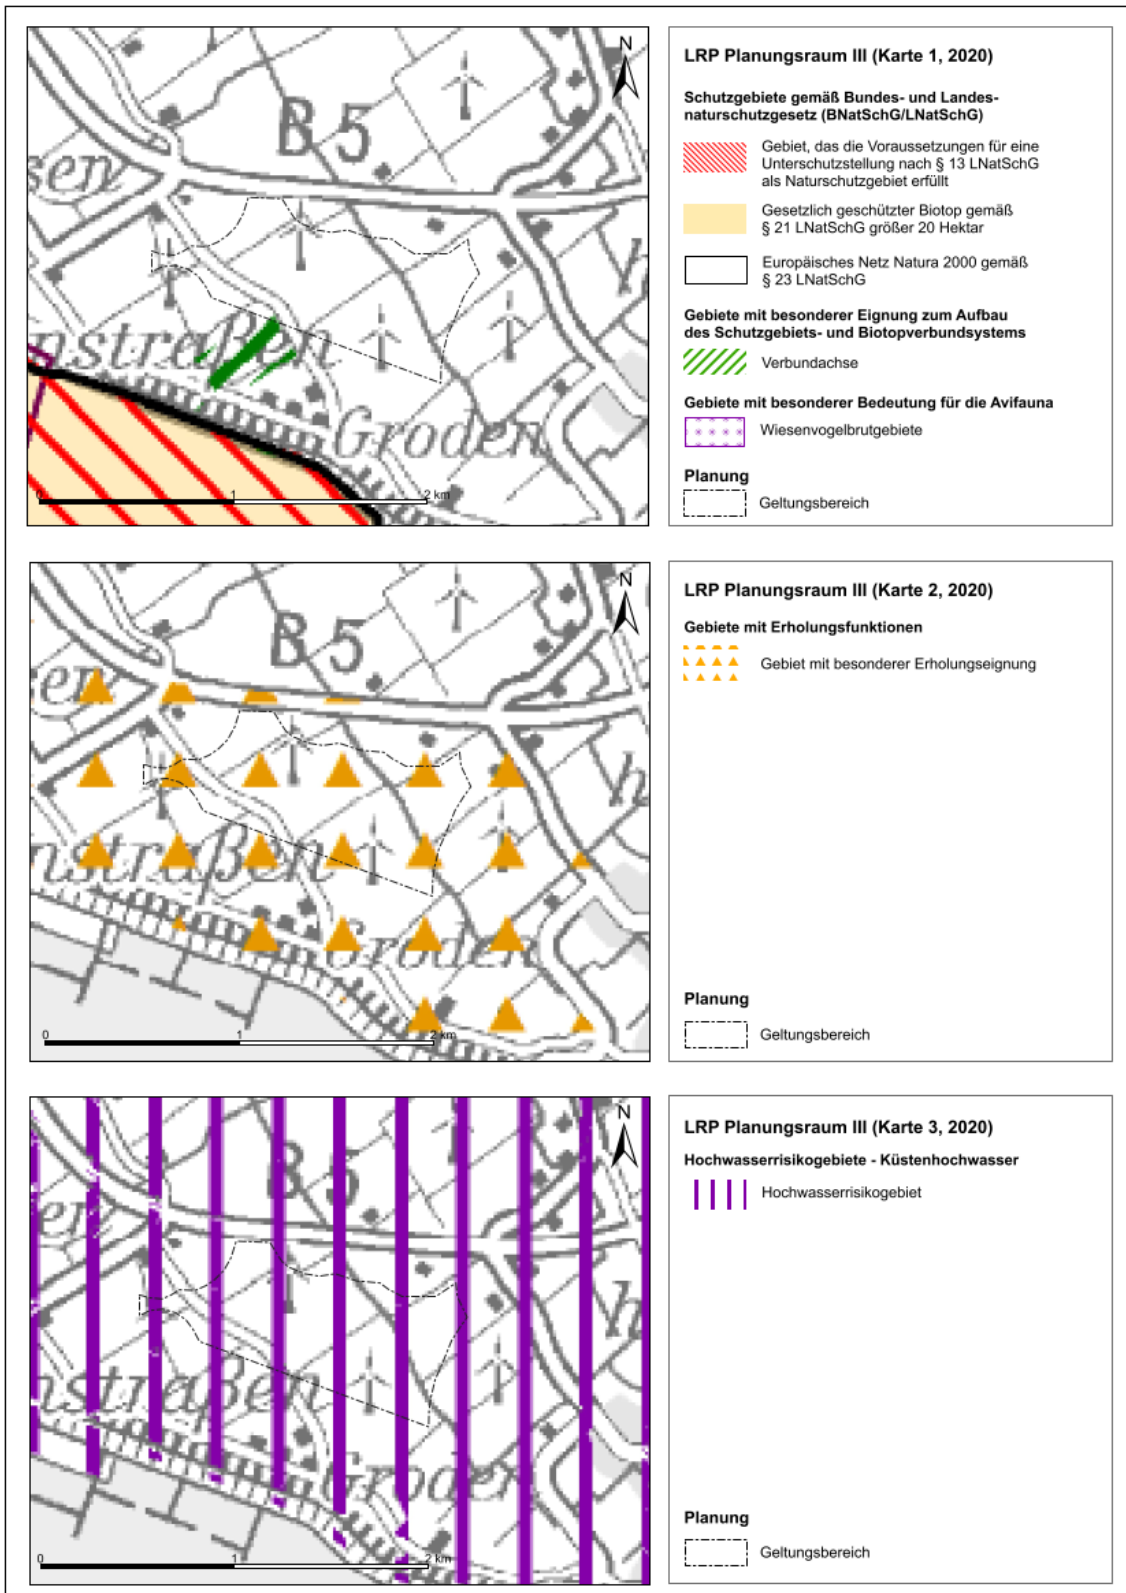 N
B 5
sen
nstraßen
Groden
h
0
1
2 km
LRP Planungsraum III (Karte 1, 2020)
Schutzgebiete gemäß Bundes- und Landes-
naturschutzgesetz (BNatSchG/LNatSchG)
Gebiet, das die Voraussetzungen für eine
Unterschutzstellung nach § 13 LNatSchG
als Naturschutzgebiet erfüllt
Gesetzlich geschützter Biotop gemäß
§ 21 LNatSchG größer 20 Hektar
Europäisches Netz Natura 2000 gemäß
§ 23 LNatSchG
Gebiete mit besonderer Eignung zum Aufbau
des Schutzgebiets- und Biotopverbundsystems
Verbundachse
Gebiete mit besonderer Bedeutung für die Avifauna
Wiesenvogelbrutgebiete
Planung
Geltungsbereich
N
B 5
sen
nstraßen
Groden
h
0
1
2 km
LRP Planungsraum III (Karte 2, 2020)
Gebiete mit Erholungsfunktionen
Gebiet mit besonderer Erholungseignung
Planung
Geltungsbereich
N
B 5
en
nstraßen
Groden
h
0
1
2 km
LRP Planungsraum III (Karte 3, 2020)
Hochwasserrisikogebiete - Küstenhochwasser
Hochwasserrisikogebiet
Planung
Geltungsbereich